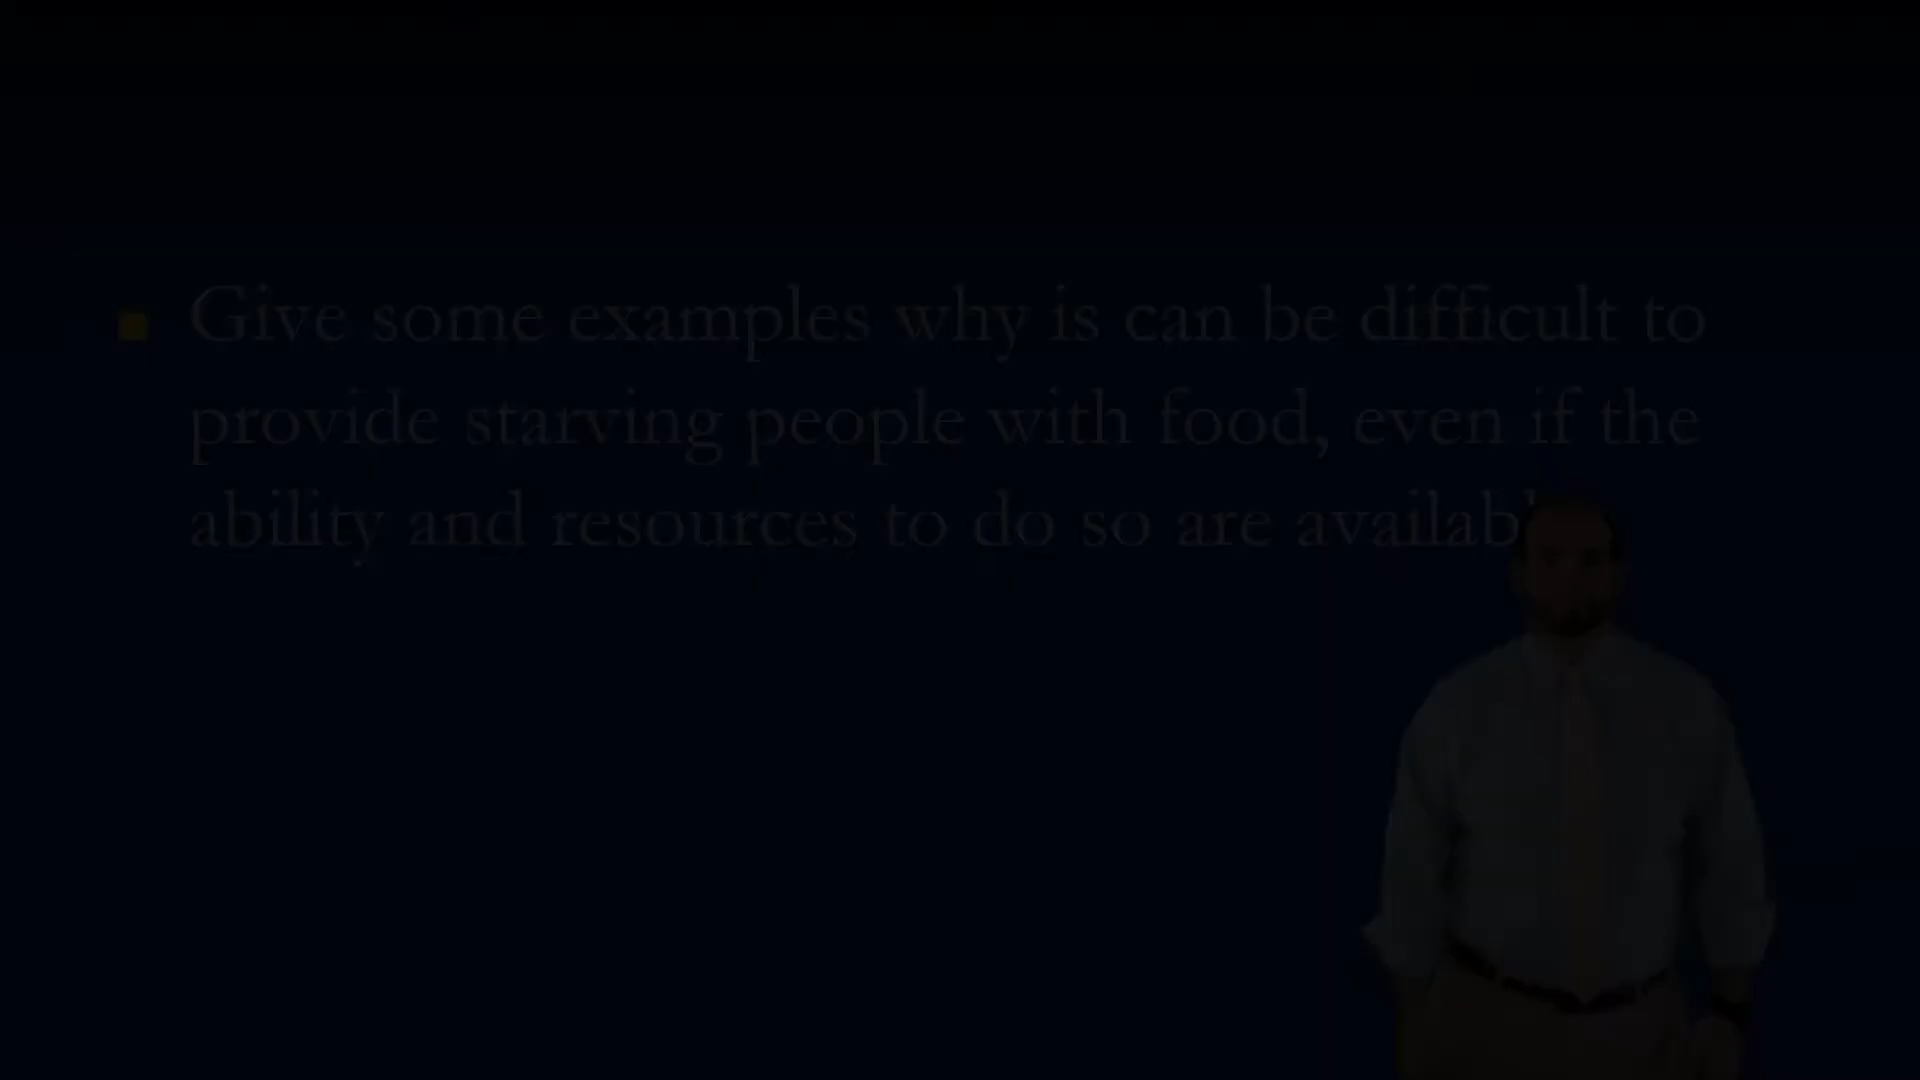 Give some examples why is can be difficult to
provide starving people with food, even if the
ability and resources to do so are availab